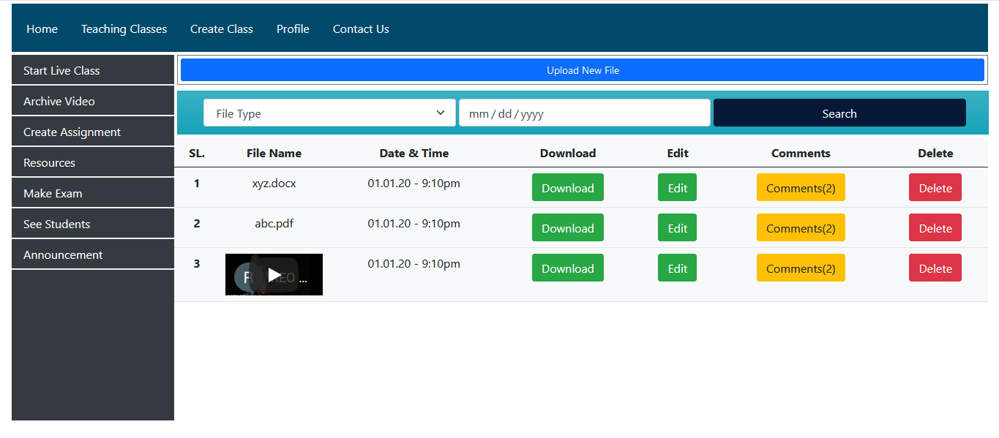 Home Teaching Classes Create Class Profile Contact Us
Start Live Class
Archive Video
Create Assignment
Resources
Make Exam
See Students
Announcement
Upload New File
File Type mm / dd / yyyy Search
SL. File Name Date & Time Download Edit Comments Delete
1 xyz.docx 01.01.20 - 9:10pm Download Edit Comments(2) Delete
2 abc.pdf 01.01.20 - 9:10pm Download Edit Comments(2) Delete
3 01.01.20 - 9:10pm Download Edit Comments(2) Delete